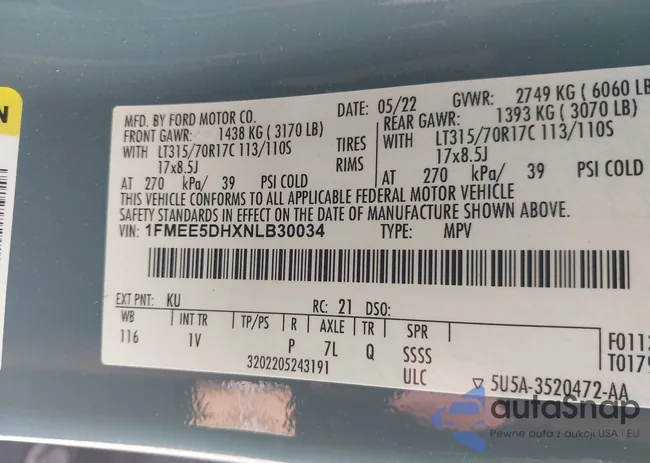 N
MFD. BY FORD MOTOR CO.
DATE: 05/22 GVWR: 2749 KG ( 6060 LB
FRONT GAWR: 1438 KG ( 3170 LB)
REAR GAWR: 1393 KG ( 3070 LB)
WITH LT315/70R17C 113/110S TIRES WITH LT315/70R17C 113/110S
17x8.5J RIMS 17x8.5J
AT 270 kPa/ 39 PSI COLD AT 270 kPa/ 39 PSI COLD
THIS VEHICLE CONFORMS TO ALL APPLICABLE FEDERAL MOTOR VEHICLE
SAFETY STANDARDS IN EFFECT ON THE DATE OF MANUFACTURE SHOWN ABOVE.
VIN: 1FMEE5DHXNLB30034 TYPE: MPV
EXT PNT: KU RC: 21 DSO:
WB INT TR TP/PS R AXLE TR SPR
116 1V P 7L Q SSSS
3202205243191 ULC
F0113
T0179
▽ 5U5A-3520472-AA
autoSnap
Pewne auta z aukcji USA i EU